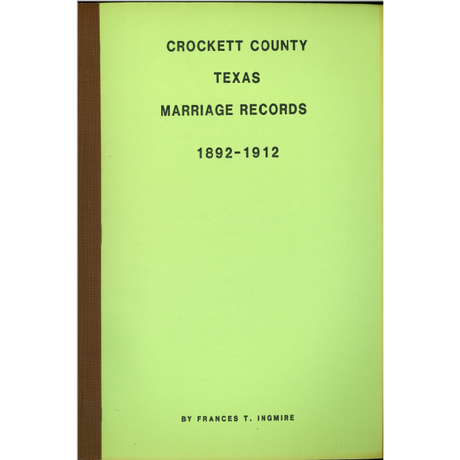 CROCKETT COUNTY
TEXAS
MARRIAGE RECORDS
1892-1912
BY FRANCES T. INGMIRE